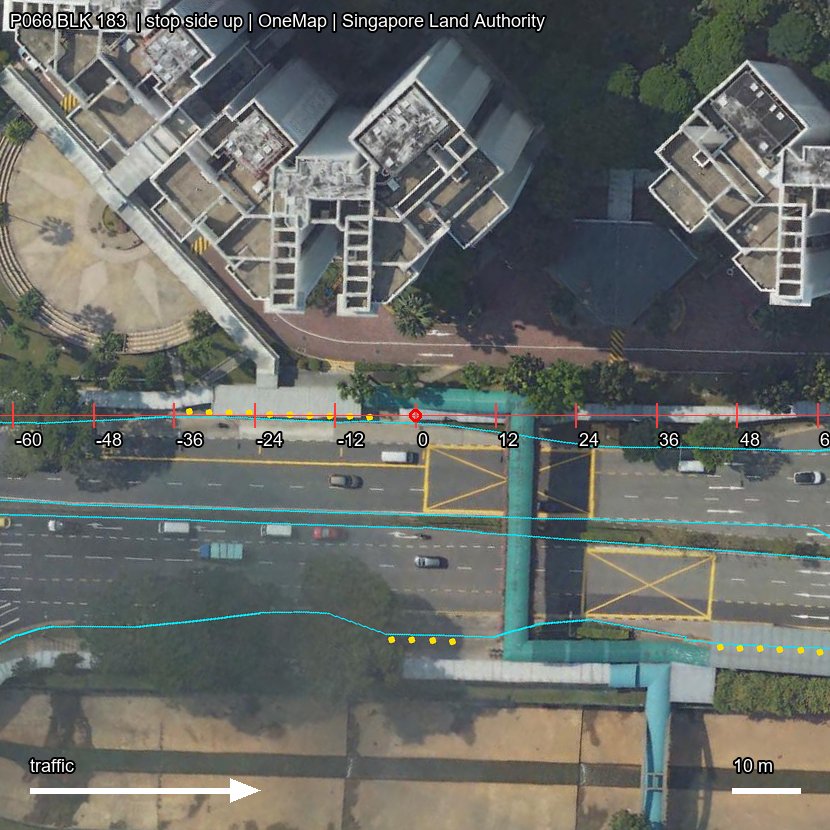 P066 BLK 183 | stop side up | OneMap | Singapore Land Authority
-60 -48 -36 -24 -12 0 12 24 36 48 6
traffic
10 m